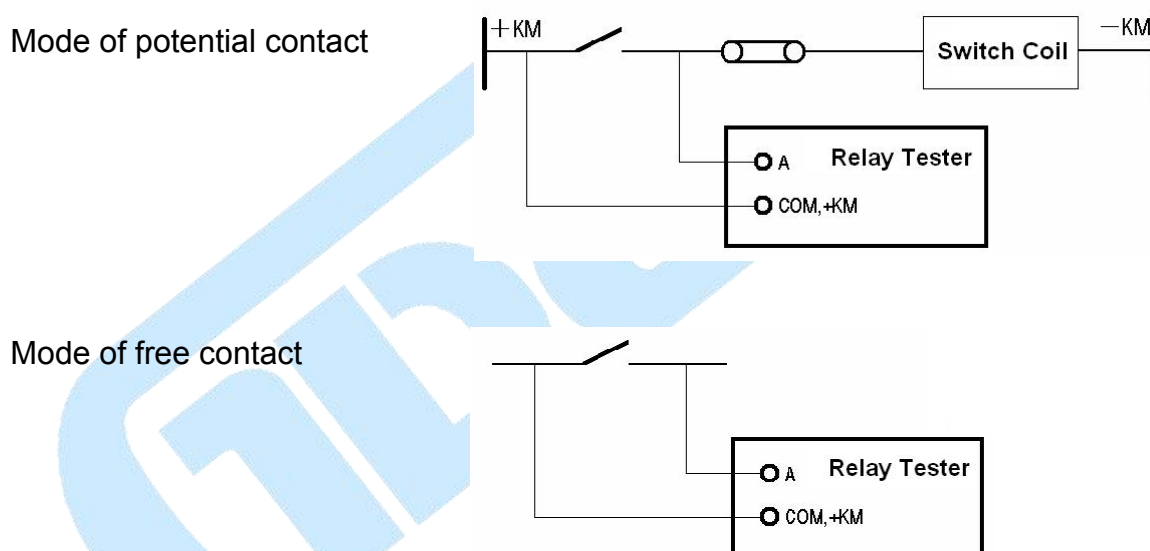 Mode of potential contact
+KM
—KM
Switch Coil
Relay Tester
A
COM,+KM
Mode of free contact
Relay Tester
A
COM,+KM